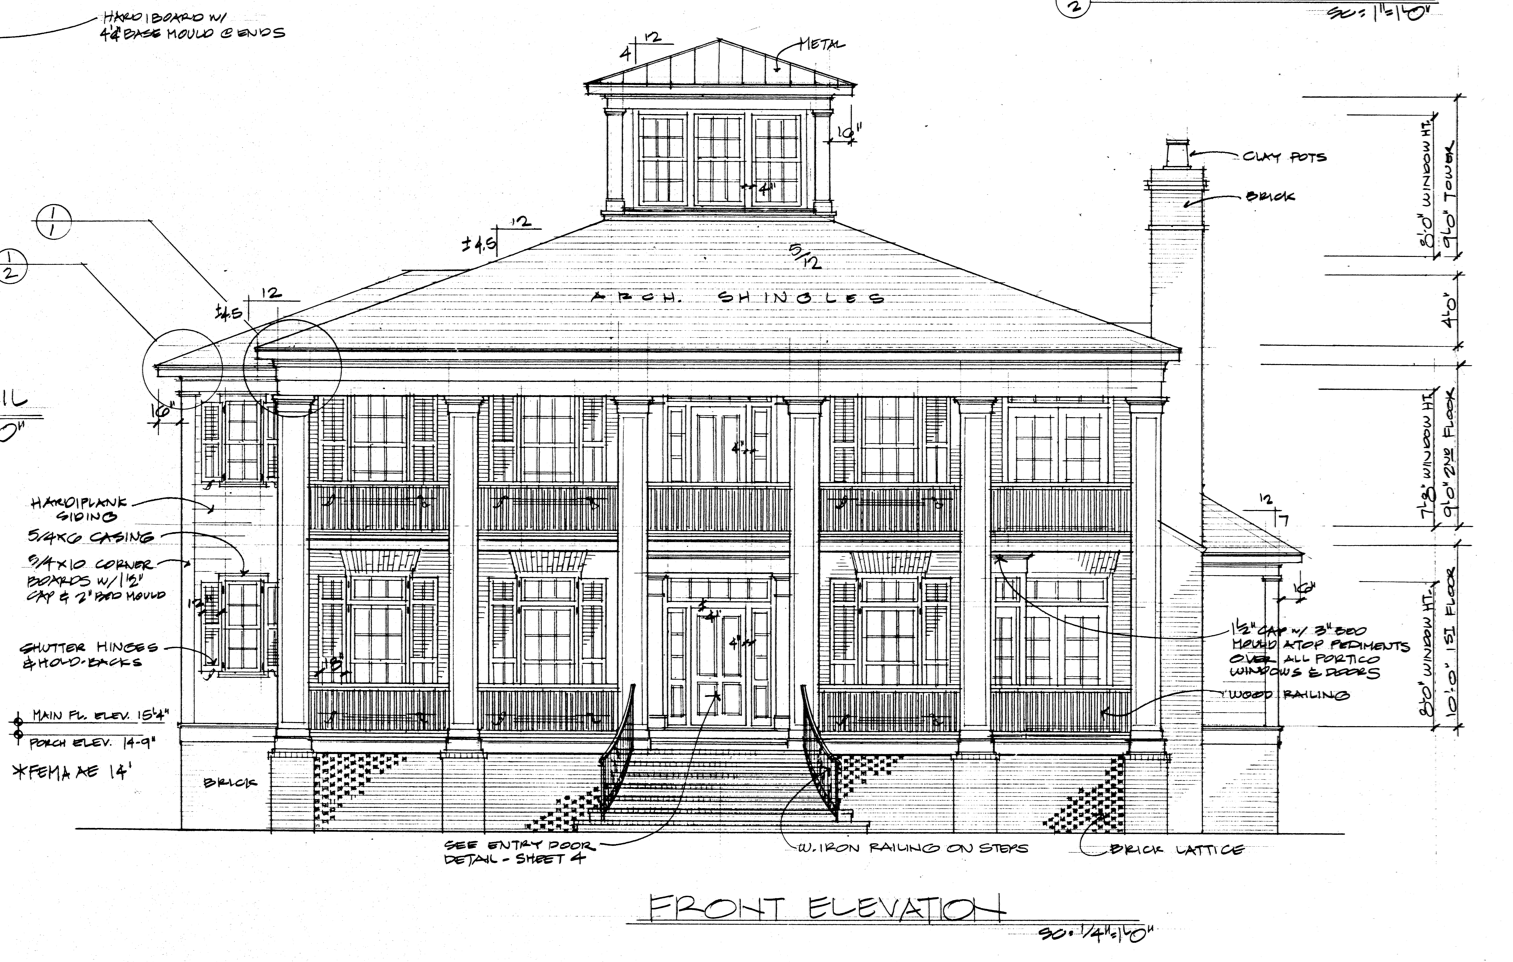 HARDIBOARD W/
4¼" BASE MOULD @ ENDS
2
SC: 1"=1'-0"
12
4
METAL
10"
4"
CLAY POTS
BRICK
8'-0" WINDOW HT.
9'-0" TOWER
1
1
12
±4.5
5/12
1
2
12
±4.5
ARCH. SHINGLES
4'-0"
IL
0"
16"
4"
7'-8" WINDOW HT.
9'-0" 2ND FLOOR
HARDIPLANK
SIDING
5/4X6 CASING
5/4X10 CORNER
BOARDS W/ 1½"
CAP & 2" BED MOULD
12"
12
7
16"
SHUTTER HINGES
& HOLD-BACKS
18"
4"
4"
1½" CAP W/ 3" BED
MOULD ATOP PEDIMENTS
OVER ALL PORTICO
WINDOWS & DOORS
WOOD RAILING
8'-0" WINDOW HT.
10'-0" 1ST FLOOR
MAIN FL. ELEV. 15'-4"
PORCH ELEV. 14'-9"
*FEMA AE 14'
BRICK
SEE ENTRY DOOR
DETAIL - SHEET 4
W. IRON RAILING ON STEPS
BRICK LATTICE
FRONT ELEVATION
SC: ¼"=1'-0"